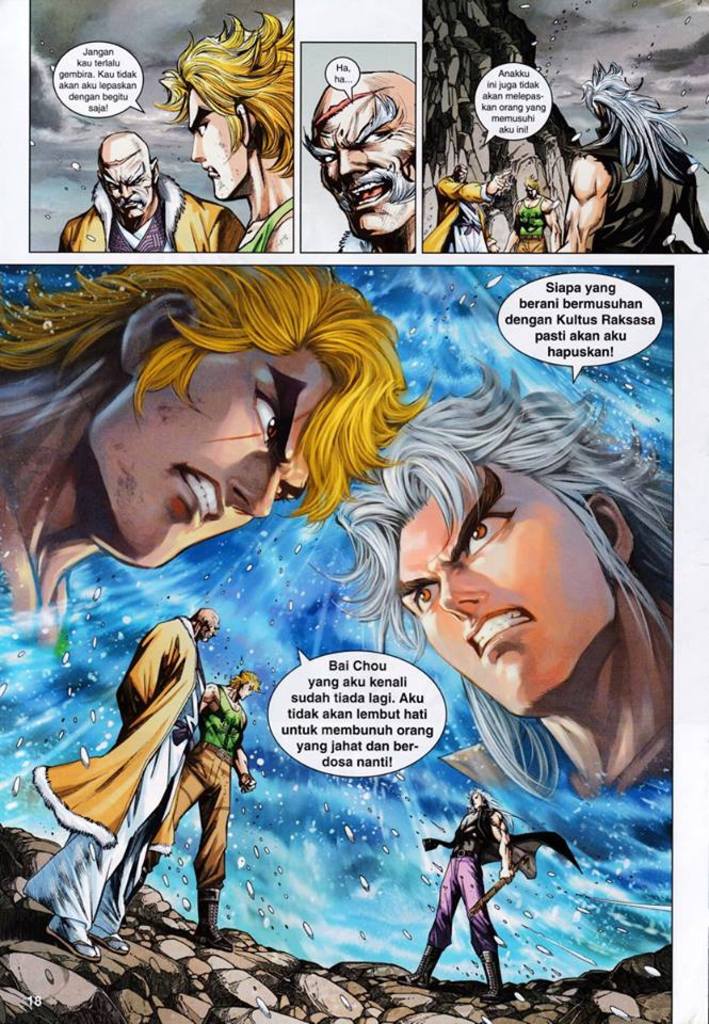 Jangan
kau terlalu
gembira. Kau tidak
akan aku lepaskan
dengan begitu
saja!
Ha,
ha...
Anakku
ini juga tidak
akan melepas-
kan orang yang
memusuhi
aku ini!
Siapa yang
berani bermusuhan
dengan Kultus Raksasa
pasti akan aku
hapuskan!
Bai Chou
yang aku kenali
sudah tiada lagi. Aku
tidak akan lembut hati
untuk membunuh orang
yang jahat dan ber-
dosa nanti!
18